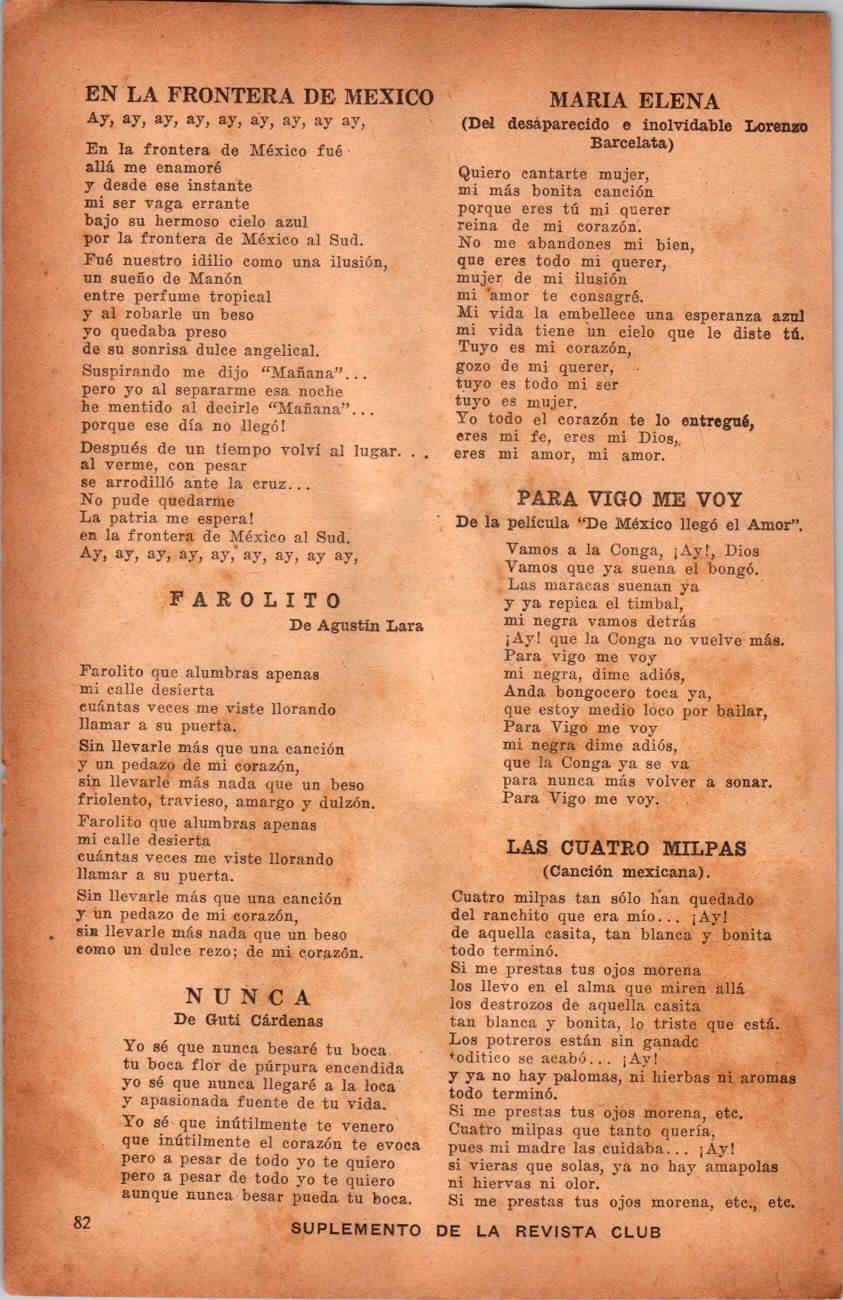 EN LA FRONTERA DE MEXICO
Ay, ay, ay, ay, ay, ay, ay, ay ay,
En la frontera de México fué
allá me enamoré
y desde ese instante
mi ser vaga errante
bajo su hermoso cielo azul
por la frontera de México al Sud.
Fué nuestro idilio como una ilusión,
un sueño de Manón
entre perfume tropical
y al robarle un beso
yo quedaba preso
de su sonrisa dulce angelical.
Suspirando me dijo “Mañana”...
pero yo al separarme esa noche
he mentido al decirle “Mañana”...
porque ese día no llegó!
Después de un tiempo volví al lugar. . .
al verme, con pesar
se arrodilló ante la cruz...
No pude quedarme
La patria me espera!
en la frontera de México al Sud.
Ay, ay, ay, ay, ay, ay, ay, ay ay,
FAROLITO
De Agustín Lara
Farolito que alumbras apenas
mi calle desierta
cuántas veces me viste llorando
llamar a su puerta.
Sin llevarle más que una canción
y un pedazo de mi corazón,
sin llevarle más nada que un beso
friolento, travieso, amargo y dulzón.
Farolito que alumbras apenas
mi calle desierta
cuántas veces me viste llorando
llamar a su puerta.
Sin llevarle más que una canción
y un pedazo de mi corazón,
sin llevarle más nada que un beso
como un dulce rezo; de mi corazón.
NUNCA
De Guti Cárdenas
Yo sé que nunca besaré tu boca
tu boca flor de púrpura encendida
yo sé que nunca llegaré a la loca
y apasionada fuente de tu vida.
Yo sé que inútilmente te venero
que inútilmente el corazón te evoca
pero a pesar de todo yo te quiero
pero a pesar de todo yo te quiero
aunque nunca besar pueda tu boca.
MARIA ELENA
(Del desaparecido e inolvidable Lorenzo
Barcelata)
Quiero cantarte mujer,
mi más bonita canción
porque eres tú mi querer
reina de mi corazón.
No me abandones mi bien,
que eres todo mi querer,
mujer de mi ilusión
mi amor te consagré.
Mi vida la embellece una esperanza azul
mi vida tiene un cielo que le diste tú.
Tuyo es mi corazón,
gozo de mi querer,
tuyo es todo mi ser
tuyo es mujer.
Yo todo el corazón te lo entregué,
eres mi fe, eres mi Dios,
eres mi amor, mi amor.
PARA VIGO ME VOY
De la película “De México llegó el Amor”.
Vamos a la Conga, ¡Ay!, Dios
Vamos que ya suena el bongó.
Las maracas suenan ya
y ya repica el timbal,
mi negra vamos detrás
¡Ay! que la Conga no vuelve más.
Para vigo me voy
mi negra, dime adiós,
Anda bongocero toca ya,
que estoy medio loco por bailar,
Para Vigo me voy
mi negra dime adiós,
que la Conga ya se va
para nunca más volver a sonar.
Para Vigo me voy.
LAS CUATRO MILPAS
(Canción mexicana).
Cuatro milpas tan sólo han quedado
del ranchito que era mío... ¡Ay!
de aquella casita, tan blanca y bonita
todo terminó.
Si me prestas tus ojos morena
los llevo en el alma que miren allá
los destrozos de aquella casita
tan blanca y bonita, lo triste que está.
Los potreros están sin ganado
toditico se acabó... ¡Ay!
y ya no hay palomas, ni hierbas ni aromas
todo terminó.
Si me prestas tus ojos morena, etc.
Cuatro milpas que tanto quería,
pues mi madre las cuidaba... ¡Ay!
si vieras que solas, ya no hay amapolas
ni hiervas ni olor.
Si me prestas tus ojos morena, etc., etc.
82
SUPLEMENTO DE LA REVISTA CLUB